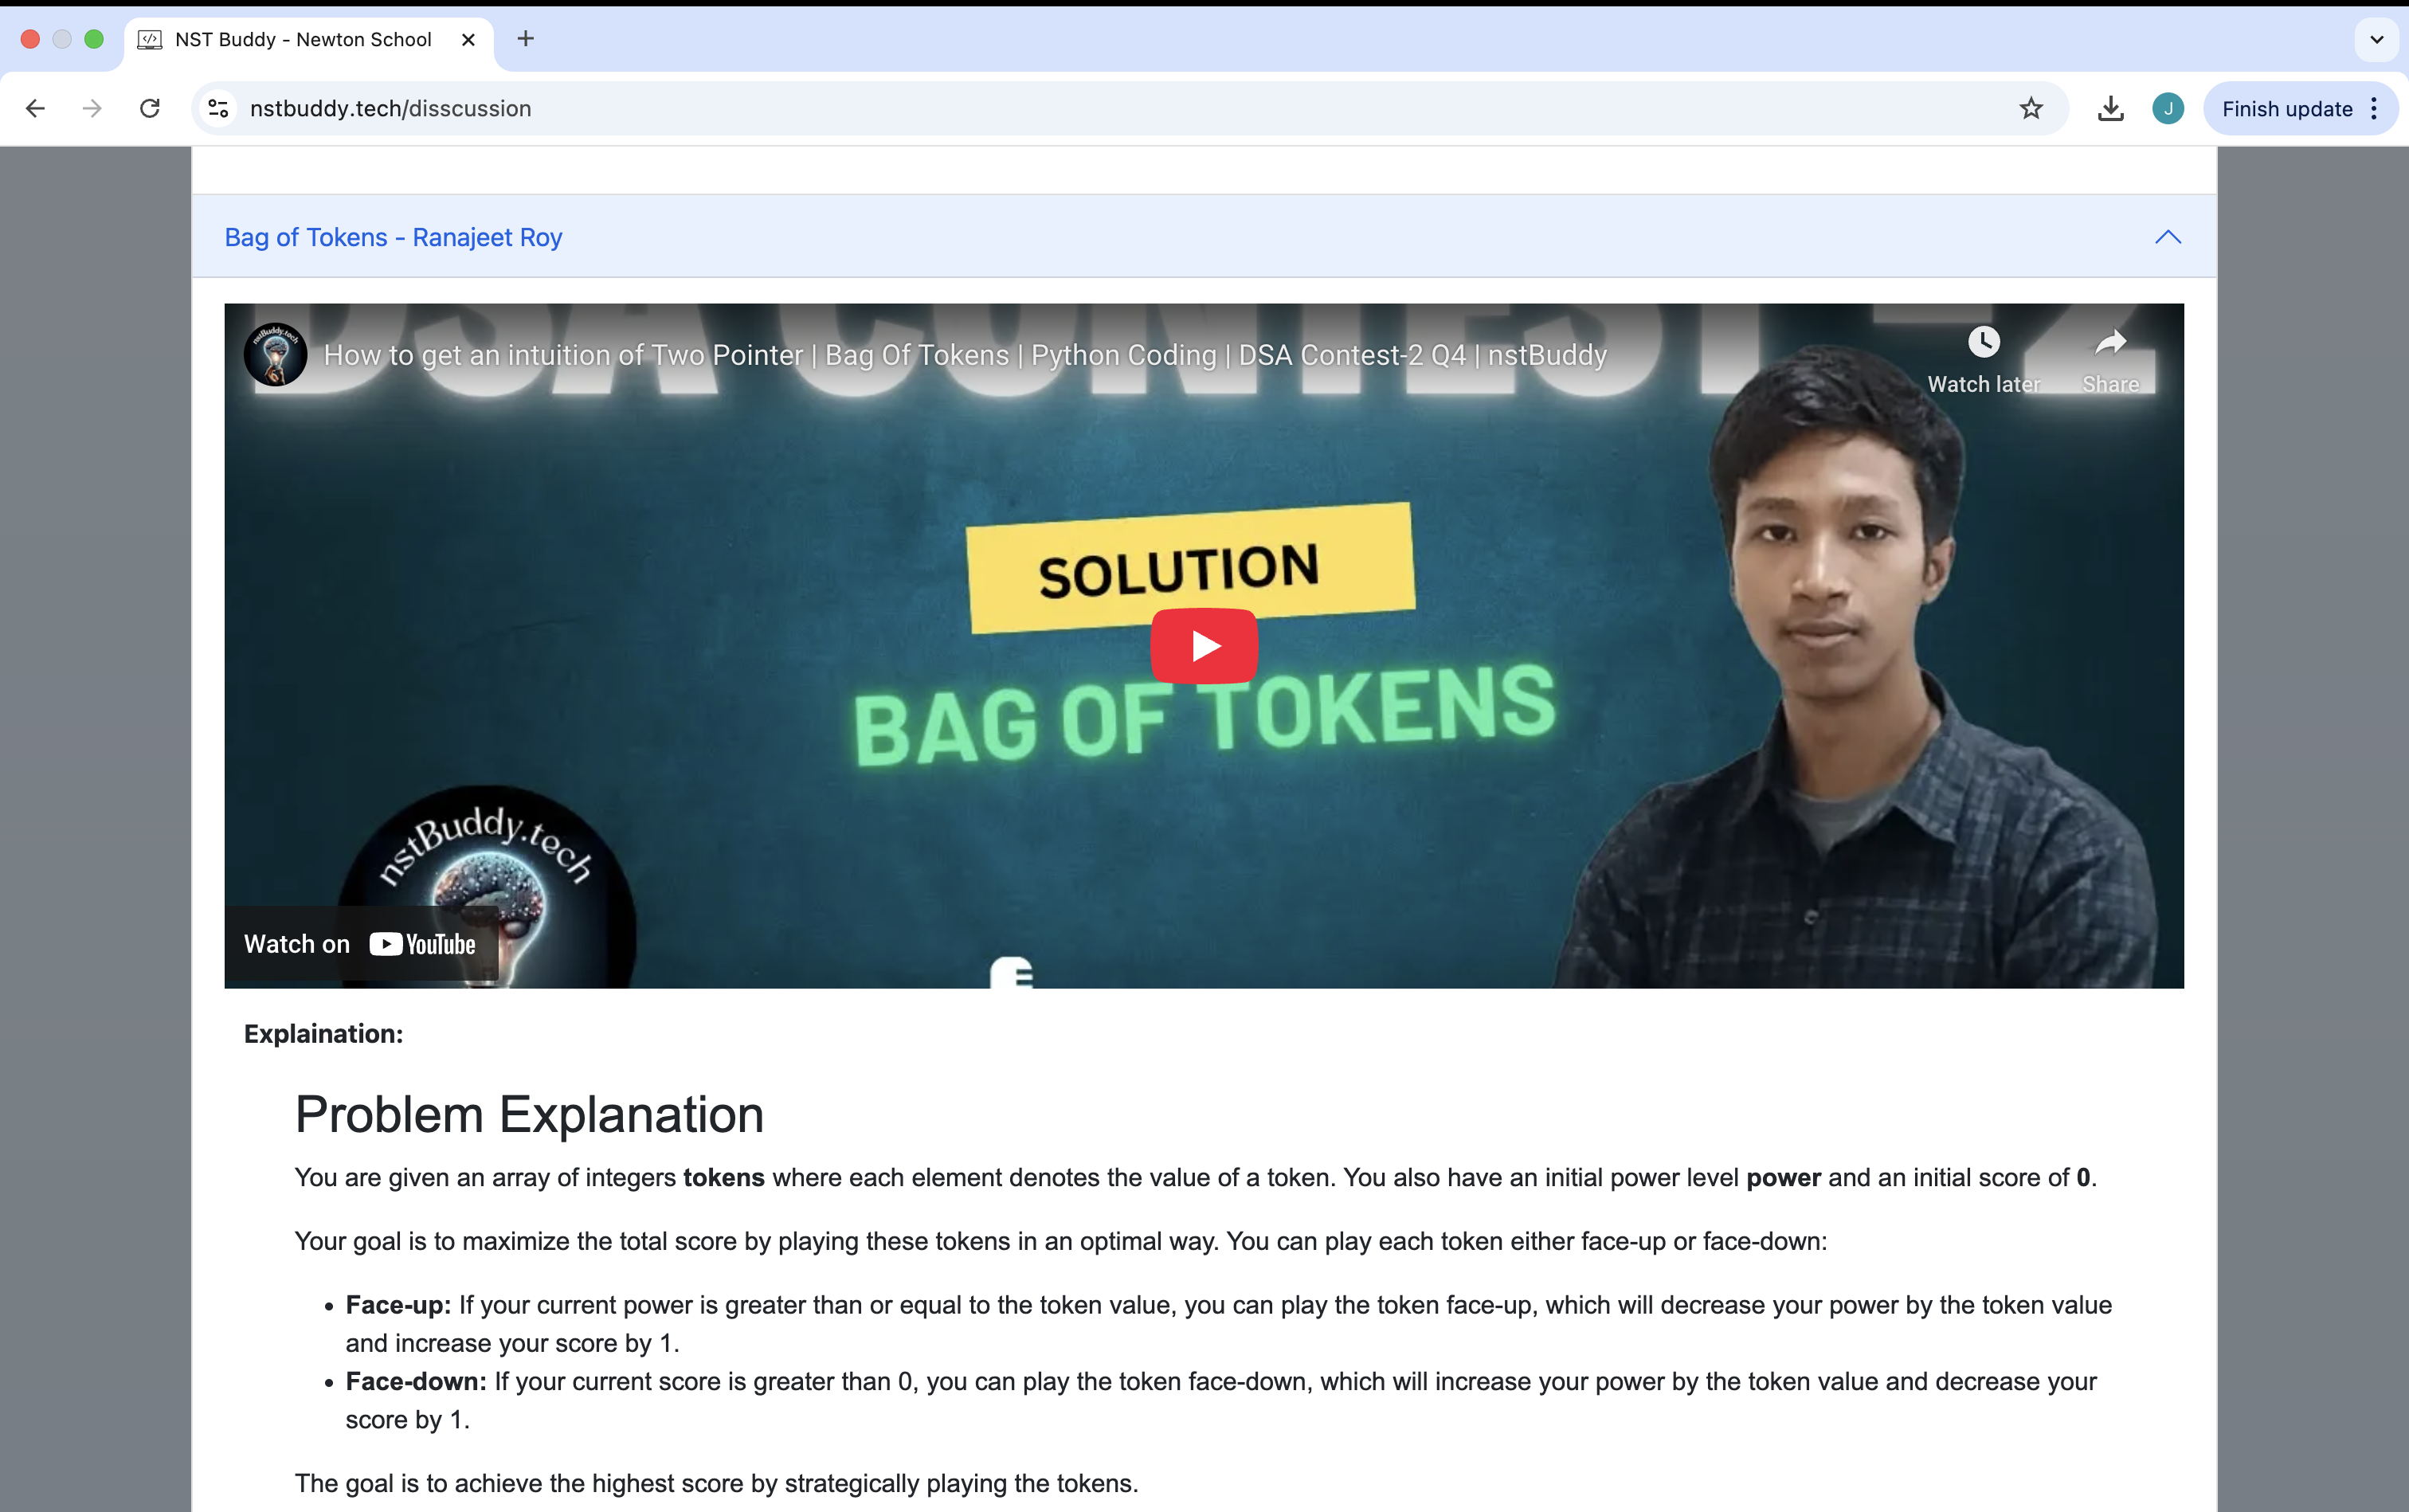 NST Buddy - Newton School
nstbuddy.tech/disscussion
J
Finish update
Bag of Tokens - Ranajeet Roy
DSA CONTEST - 2
nstBuddy.tech
How to get an intuition of Two Pointer | Bag Of Tokens | Python Coding | DSA Contest-2 Q4 | nstBuddy
Watch later
Share
SOLUTION
BAG OF TOKENS
nstBuddy.tech
Watch on YouTube
Explaination:
Problem Explanation
You are given an array of integers tokens where each element denotes the value of a token. You also have an initial power level power and an initial score of 0.
Your goal is to maximize the total score by playing these tokens in an optimal way. You can play each token either face-up or face-down:
• Face-up: If your current power is greater than or equal to the token value, you can play the token face-up, which will decrease your power by the token value
and increase your score by 1.
• Face-down: If your current score is greater than 0, you can play the token face-down, which will increase your power by the token value and decrease your
score by 1.
The goal is to achieve the highest score by strategically playing the tokens.